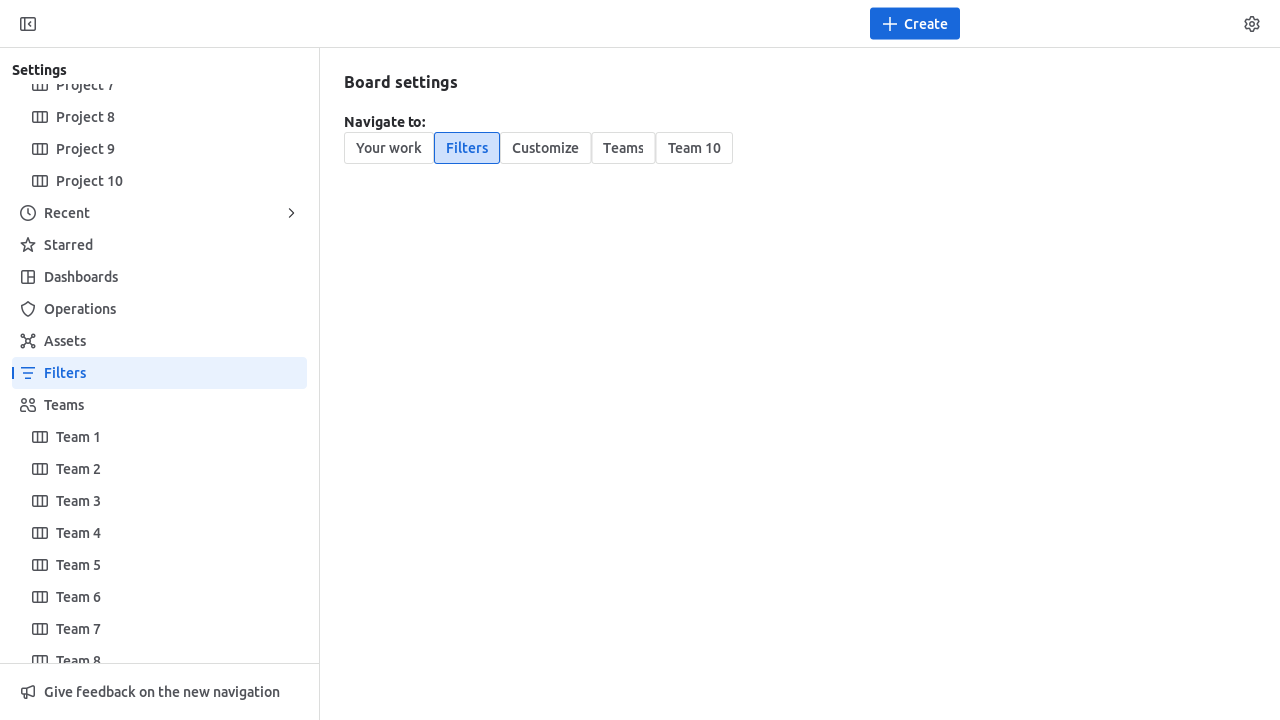 Create
Settings
Project 7
Project 8
Project 9
Project 10
Recent
Starred
Dashboards
Operations
Assets
Filters
Teams
Team 1
Team 2
Team 3
Team 4
Team 5
Team 6
Team 7
Team 8
Give feedback on the new navigation
Board settings
Navigate to:
Your work Filters Customize Teams Team 10